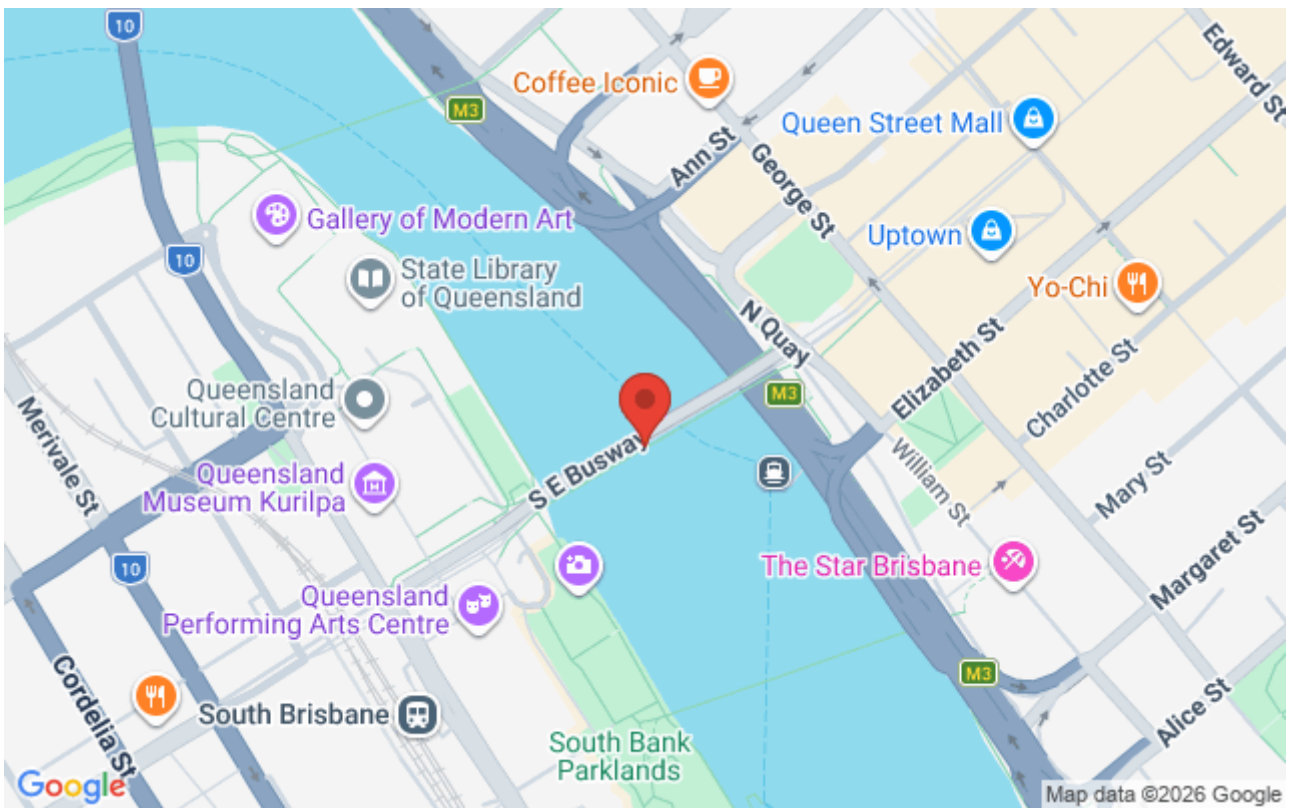 10
Edward St
Coffee Iconic
M3
Queen Street Mall
Ann St
George St
Gallery of Modern Art
Uptown
10
State Library
of Queensland
Yo-Chi
N Quay
Elizabeth St
Charlotte St
M3
Queensland
Cultural Centre
Merivale St
S E Busway
William St
Mary St
Queensland
Museum Kurilpa
Margaret St
10
The Star Brisbane
Queensland
Performing Arts Centre
Cordelia St
M3
South Brisbane
Alice St
South Bank
Parklands
Google
Map data ©2026 Google